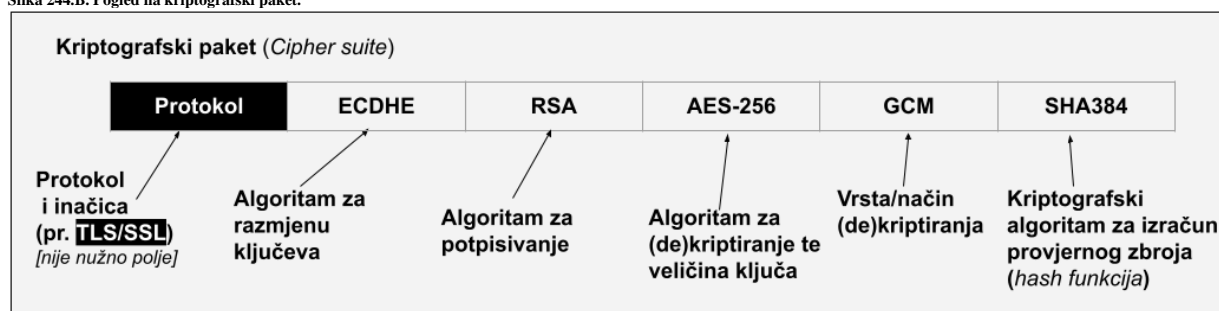 Slika 244.B. Pogled na kriptografski paket.
Kriptografski paket (Cipher suite)
Protokol ECDHE RSA AES-256 GCM SHA384
Protokol
i inačica
(pr. TLS/SSL)
[nije nužno polje]
Algoritam za
razmjenu
ključeva
Algoritam za
potpisivanje
Algoritam za
(de)kriptiranje te
veličina ključa
Vrsta/način
(de)kriptiranja
Kriptografski
algoritam za izračun
provjernog zbroja
(hash funkcija)